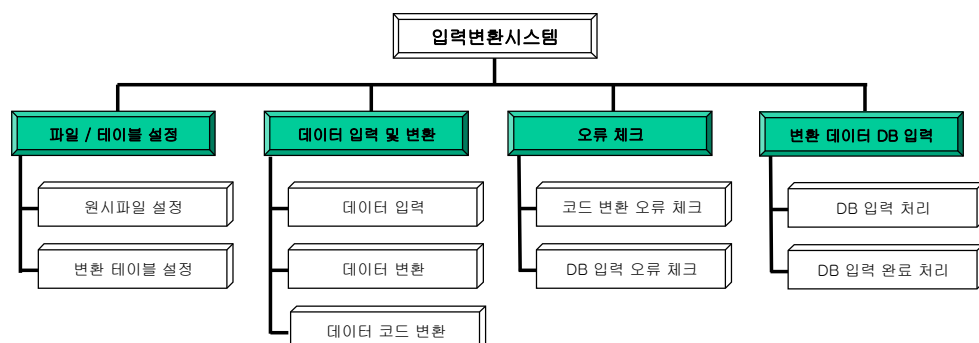 입력변환시스템
파일 / 테이블 설정
데이터 입력 및 변환
오류 체크
변환 데이터 DB 입력
원시파일 설정
데이터 입력
코드 변환 오류 체크
DB 입력 처리
변환 테이블 설정
데이터 변환
DB 입력 오류 체크
DB 입력 완료 처리
데이터 코드 변환